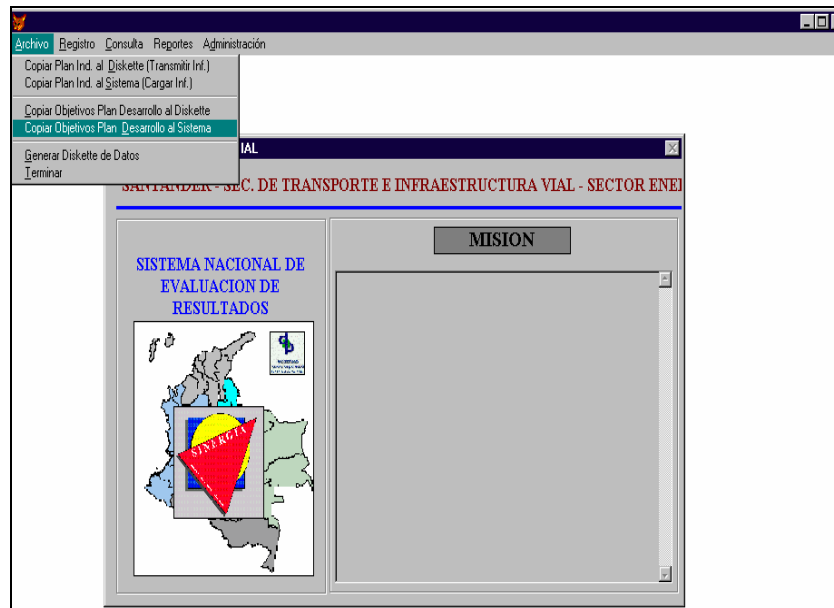 Archivo Registro Consulta Reportes Administración
Copiar Plan Ind. al Diskette (Transmitir Inf.)
Copiar Plan Ind. al Sistema (Cargar Inf.)
Copiar Objetivos Plan Desarrollo al Diskette
Copiar Objetivos Plan Desarrollo al Sistema
Generar Diskette de Datos
Terminar
IAL
SANTANDER - SEC. DE TRANSPORTE E INFRAESTRUCTURA VIAL - SECTOR ENE
MISION
SISTEMA NACIONAL DE
EVALUACION DE
RESULTADOS
SINERGIA